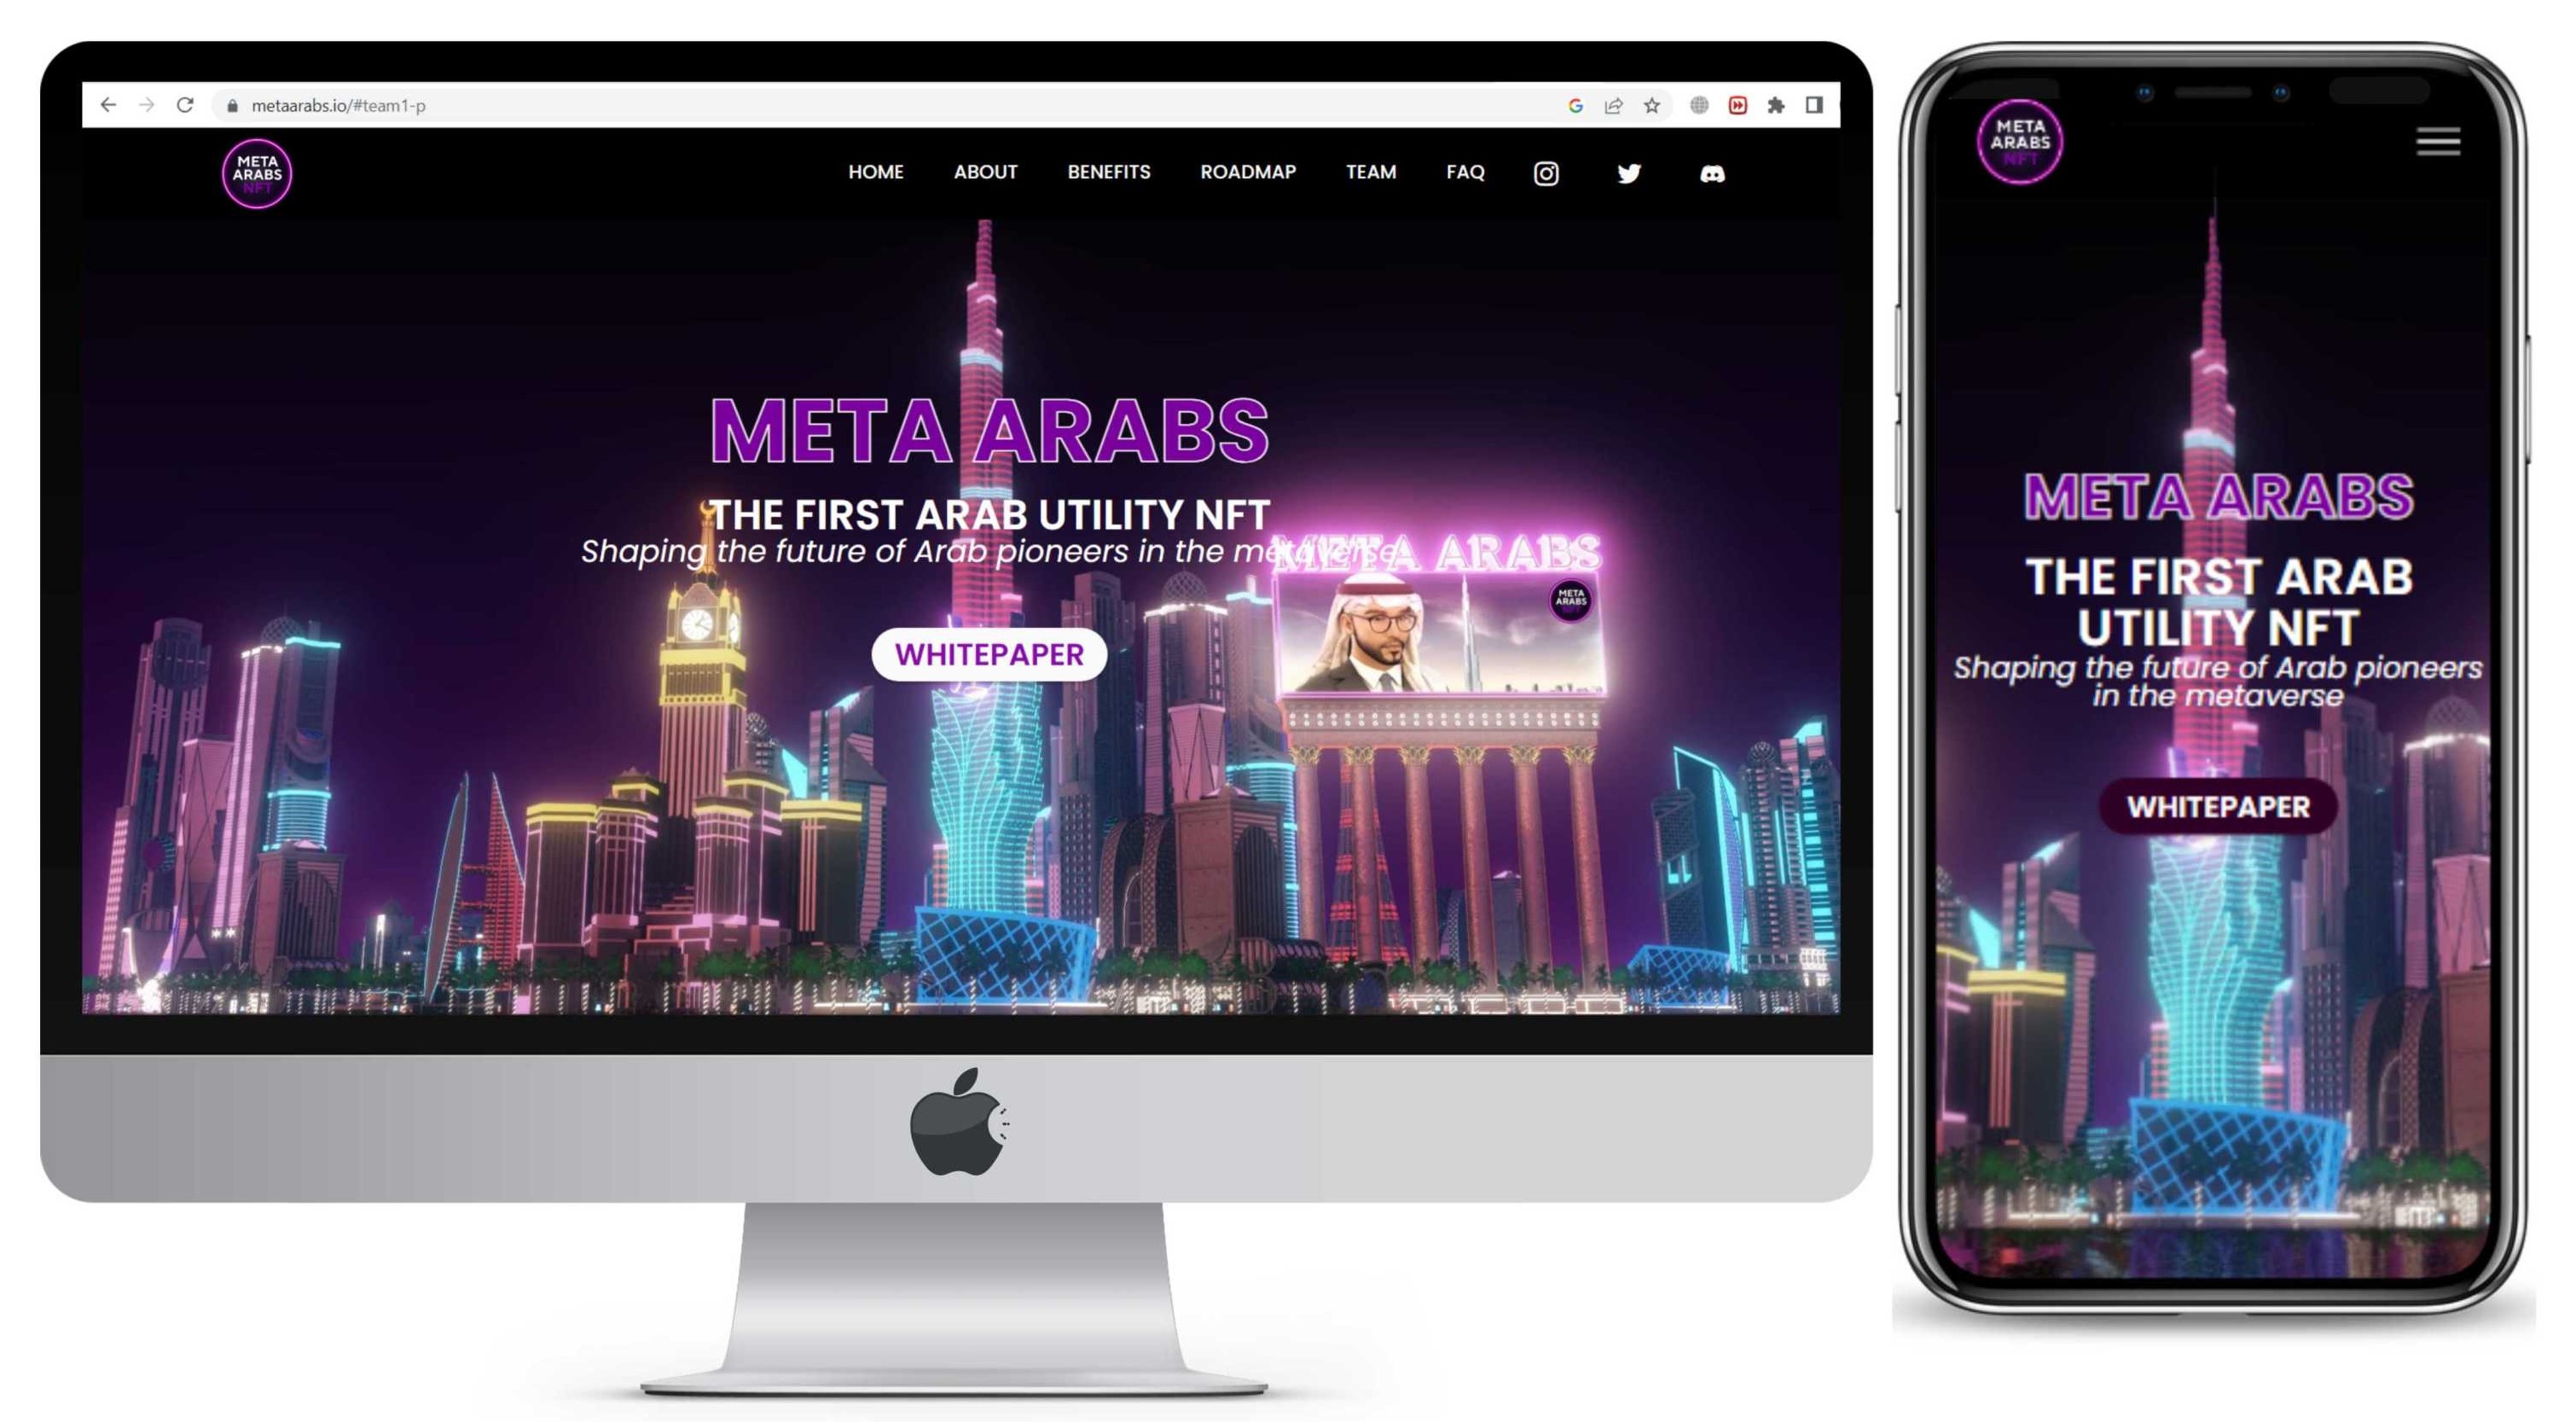 metaarabs.io/#team1-p
META
ARABS
NFT
HOME ABOUT BENEFITS ROADMAP TEAM FAQ
META ARABS
THE FIRST ARAB UTILITY NFT
Shaping the future of Arab pioneers in the metaverse
META ARABS
META
ARABS
NFT
WHITEPAPER
META
ARABS
NFT
META ARABS
THE FIRST ARAB
UTILITY NFT
Shaping the future of Arab pioneers
in the metaverse
WHITEPAPER